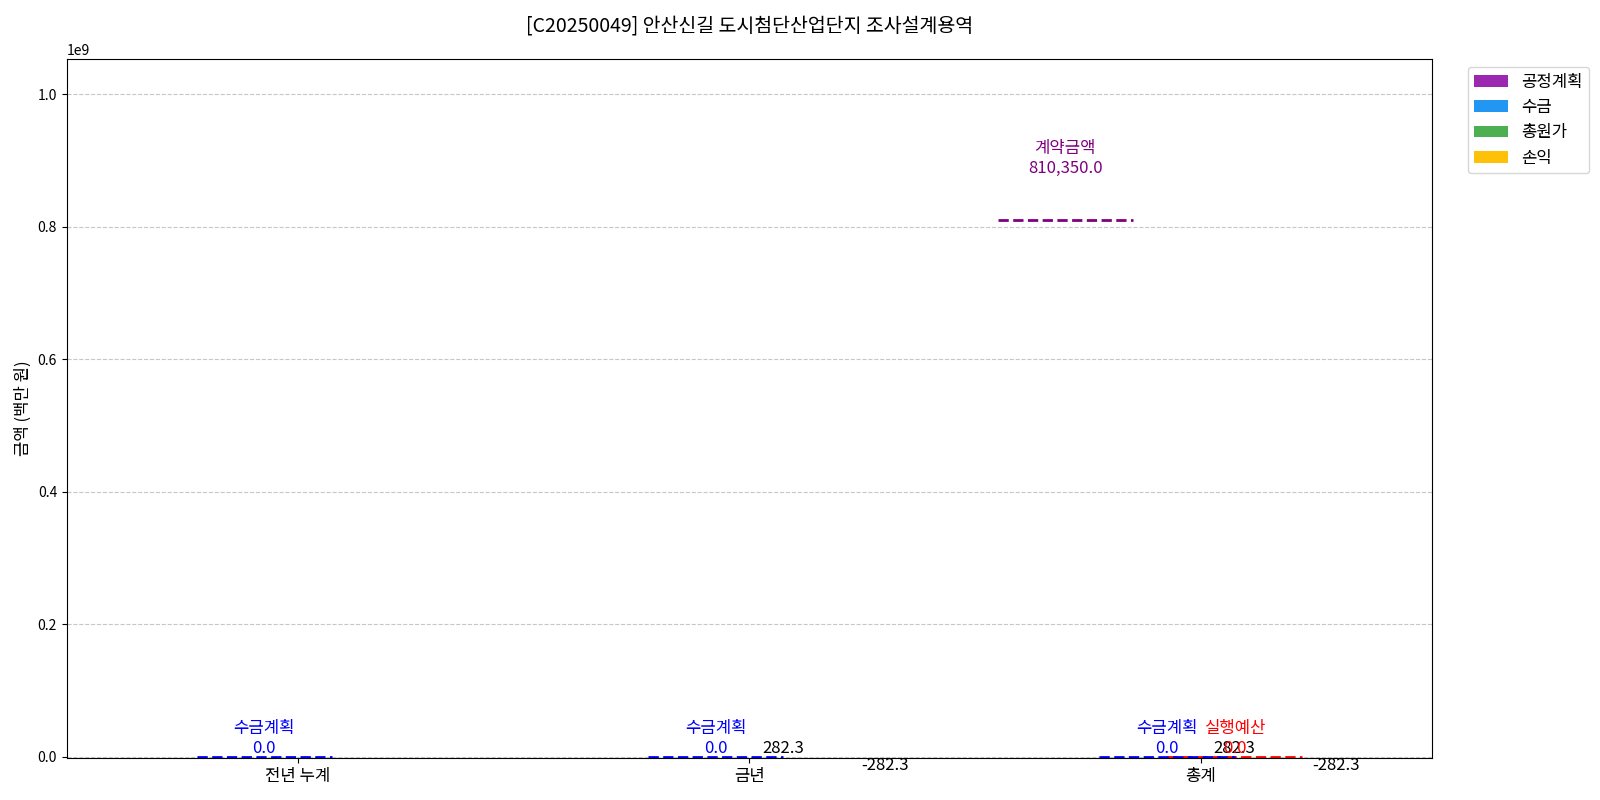 [C20250049] 안산신길 도시첨단산업단지 조사설계용역
1e9
1.0
0.8
0.6
0.4
0.2
0.0
금액 (백만 원)
계약금액
810,350.0
수금계획
0.0
수금계획
0.0
282.3
-282.3
수금계획
0.0
실행예산
0.0
282.3
-282.3
전년 누계
금년
총계
공정계획
수금
총원가
손익